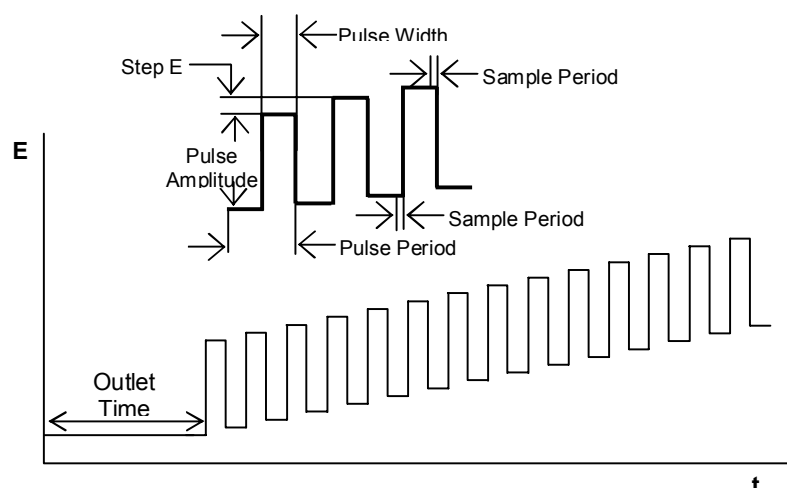 Pulse Width
Step E
Sample Period
E
Pulse
Amplitude
Sample Period
Pulse Period
Outlet
Time
t